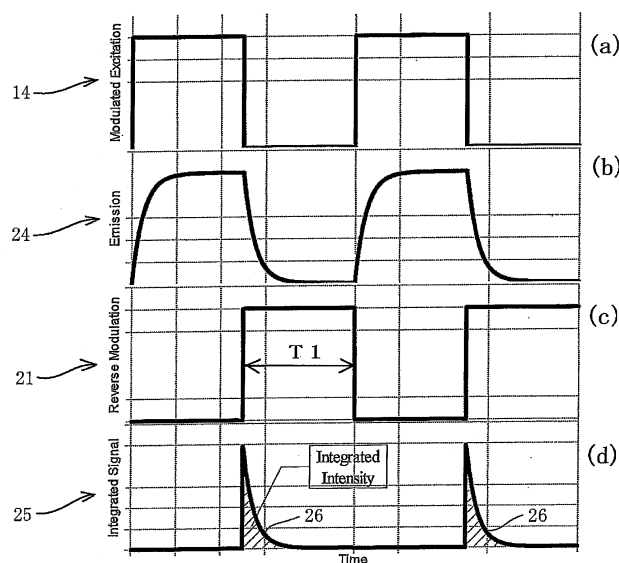 (a)
14
Modulated Excitation
(b)
24
Emission
(c)
21
Reverse Modulation
T 1
(d)
25
Integrated Signal
Integrated
Intensity
26
26
Time